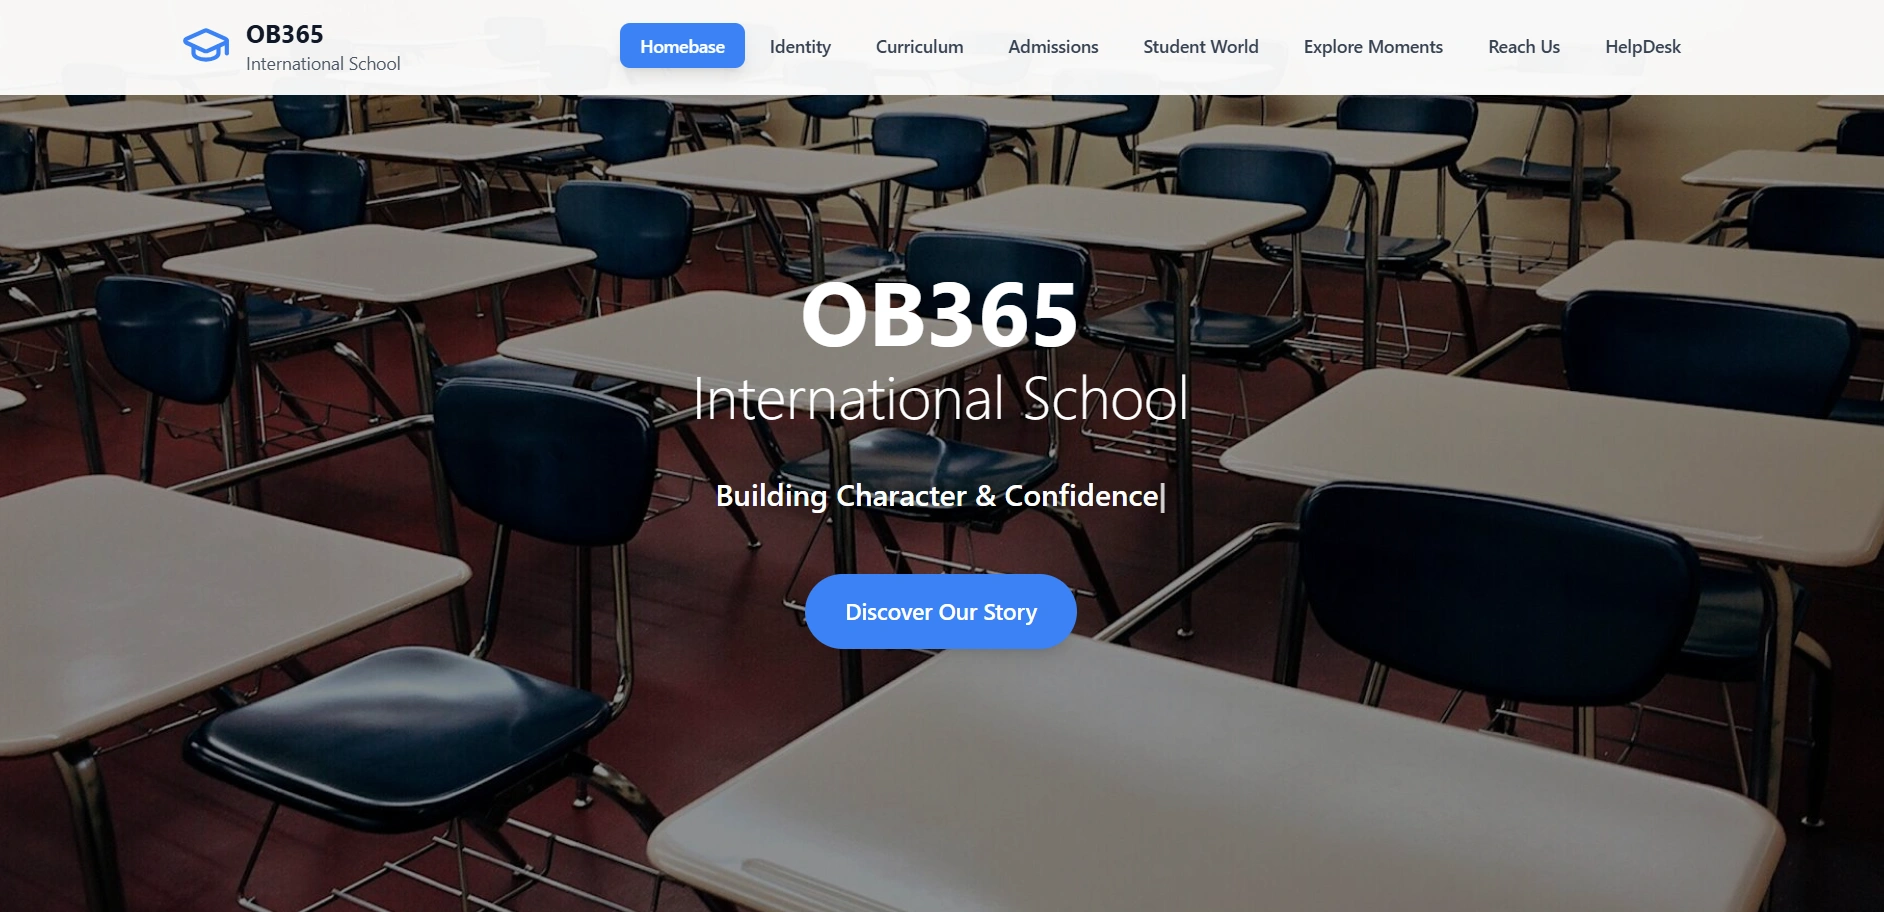 OB365
International School
Homebase
Identity
Curriculum
Admissions
Student World
Explore Moments
Reach Us
HelpDesk
OB365
International School
Building Character & Confidence|
Discover Our Story